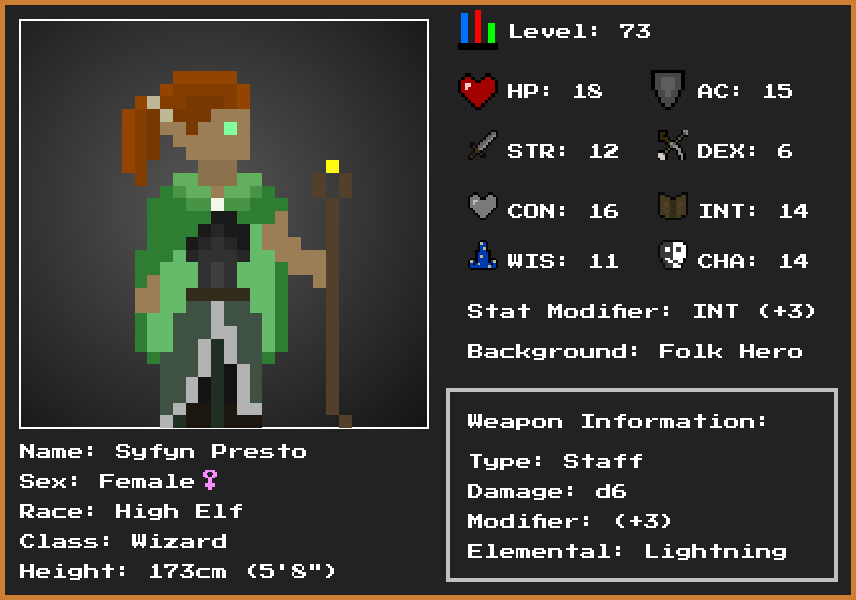 Level: 73
HP: 18 AC: 15
STR: 12 DEX: 6
CON: 16 INT: 14
WIS: 11 CHA: 14
Stat Modifier: INT (+3)
Background: Folk Hero
Weapon Information:
Type: Staff
Damage: d6
Modifier: (+3)
Elemental: Lightning
Name: Syfyn Presto
Sex: Female♀
Race: High Elf
Class: Wizard
Height: 173cm (5'8")